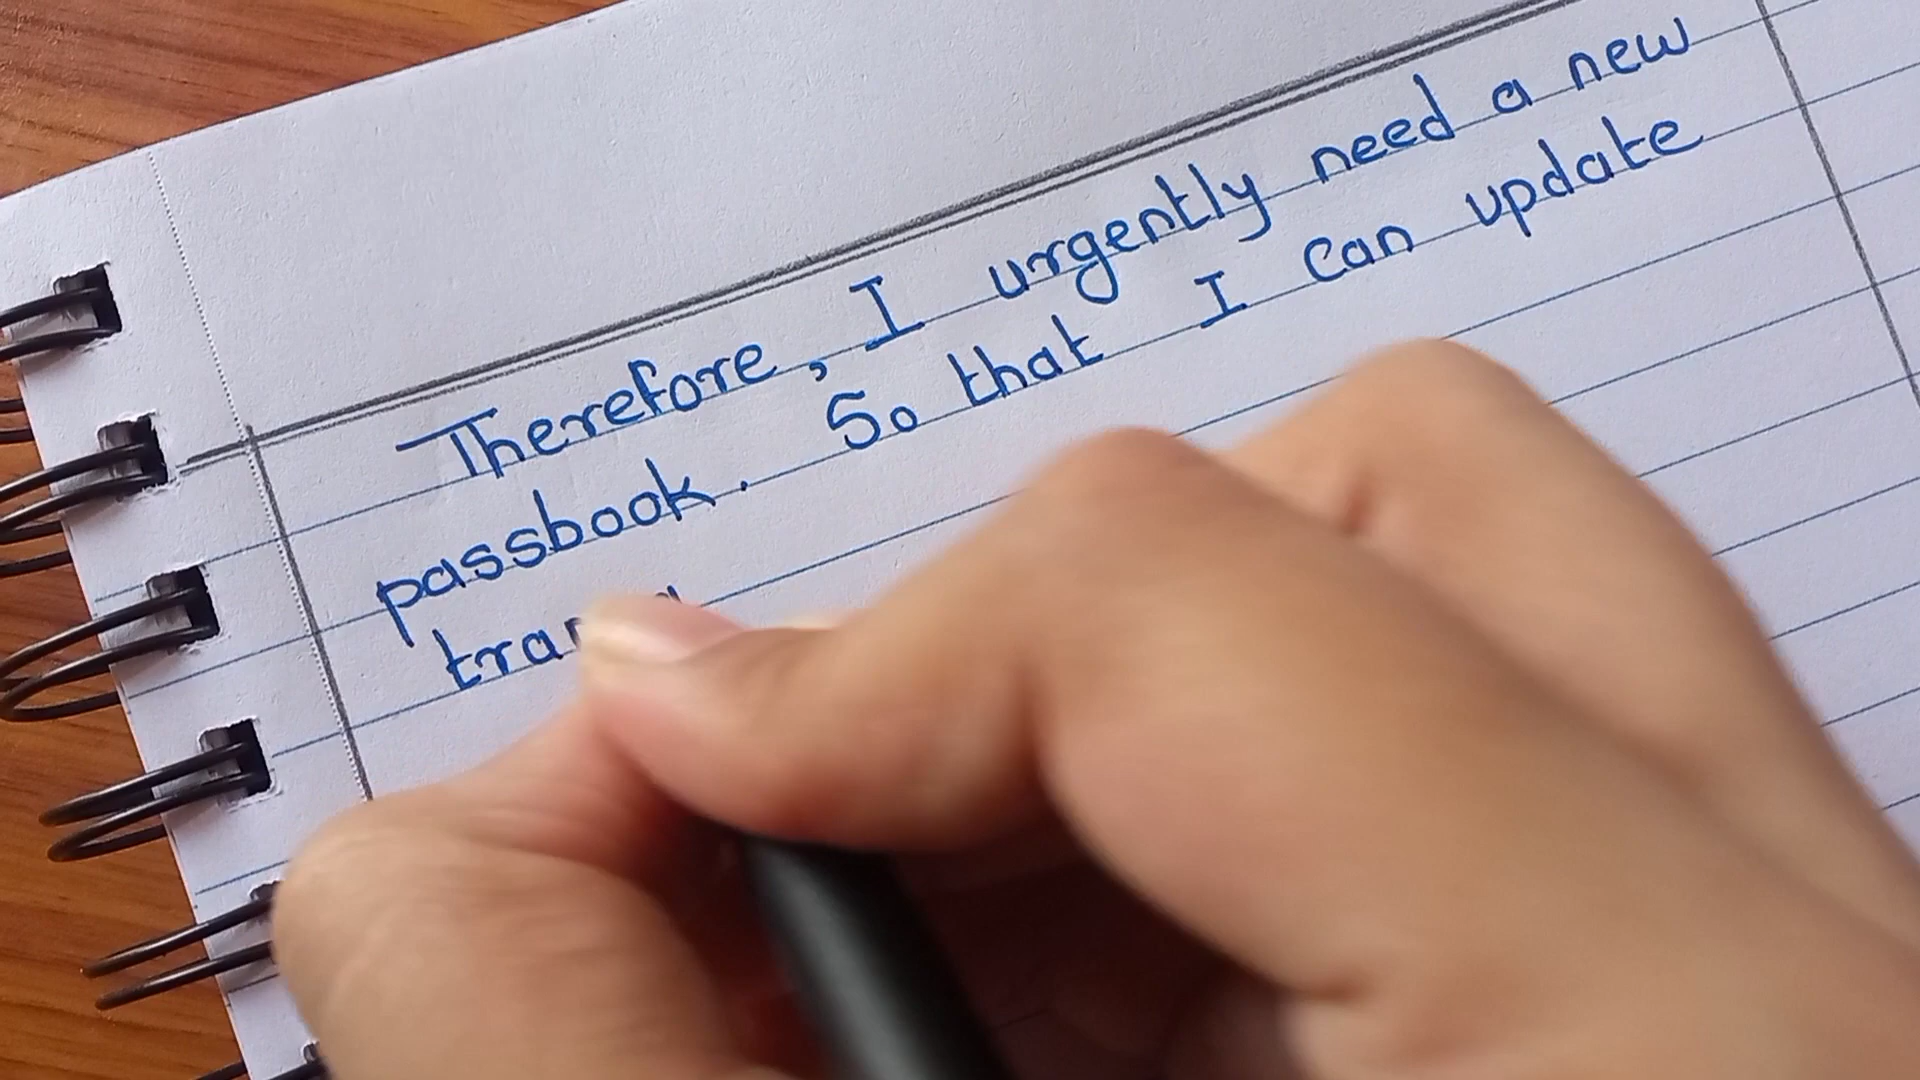 Therefore, I urgently need a new
passbook. So that I can update